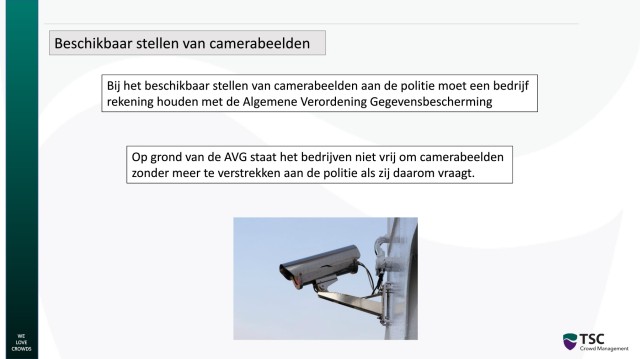 Beschikbaar stellen van camerabeelden
Bij het beschikbaar stellen van camerabeelden aan de politie moet een bedrijf
rekening houden met de Algemene Verordening Gegevensbescherming
Op grond van de AVG staat het bedrijven niet vrij om camerabeelden
zonder meer te verstrekken aan de politie als zij daarom vraagt.
WE
LOVE
CROWDS
TSC
Crowd Management